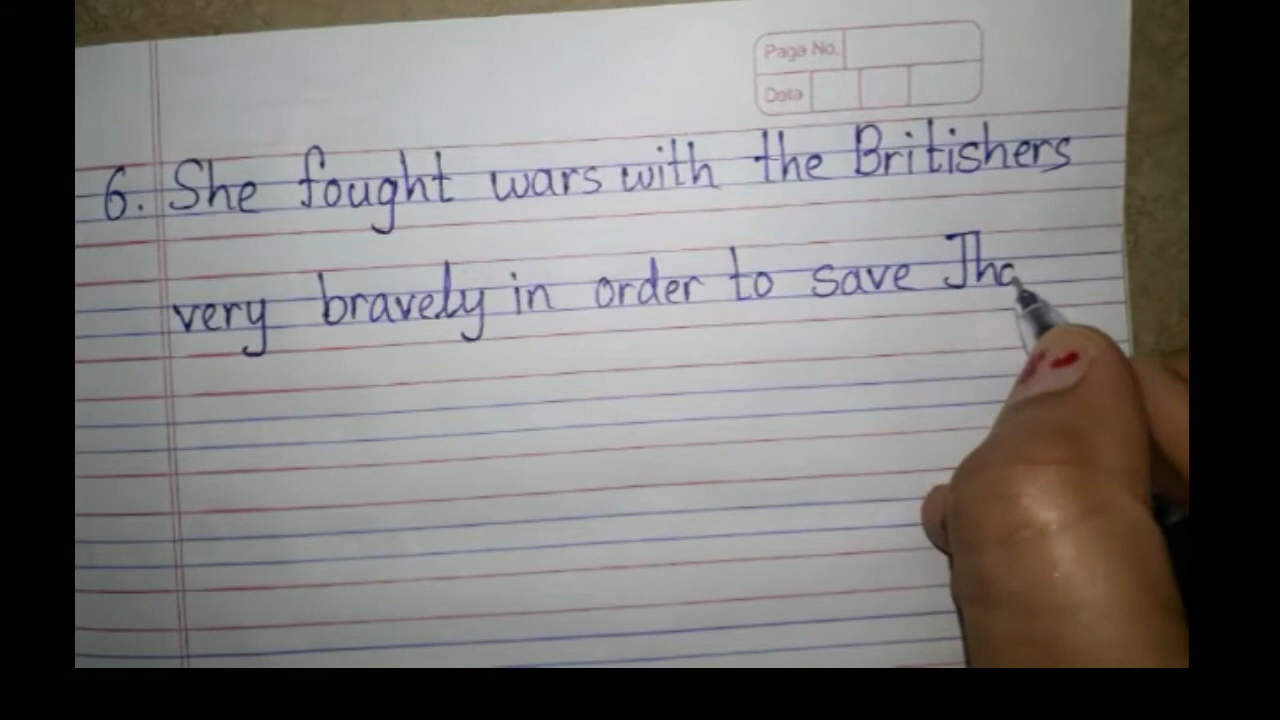 Page No.
Date
6. She fought wars with the Britishers
very bravely in order to save Jha